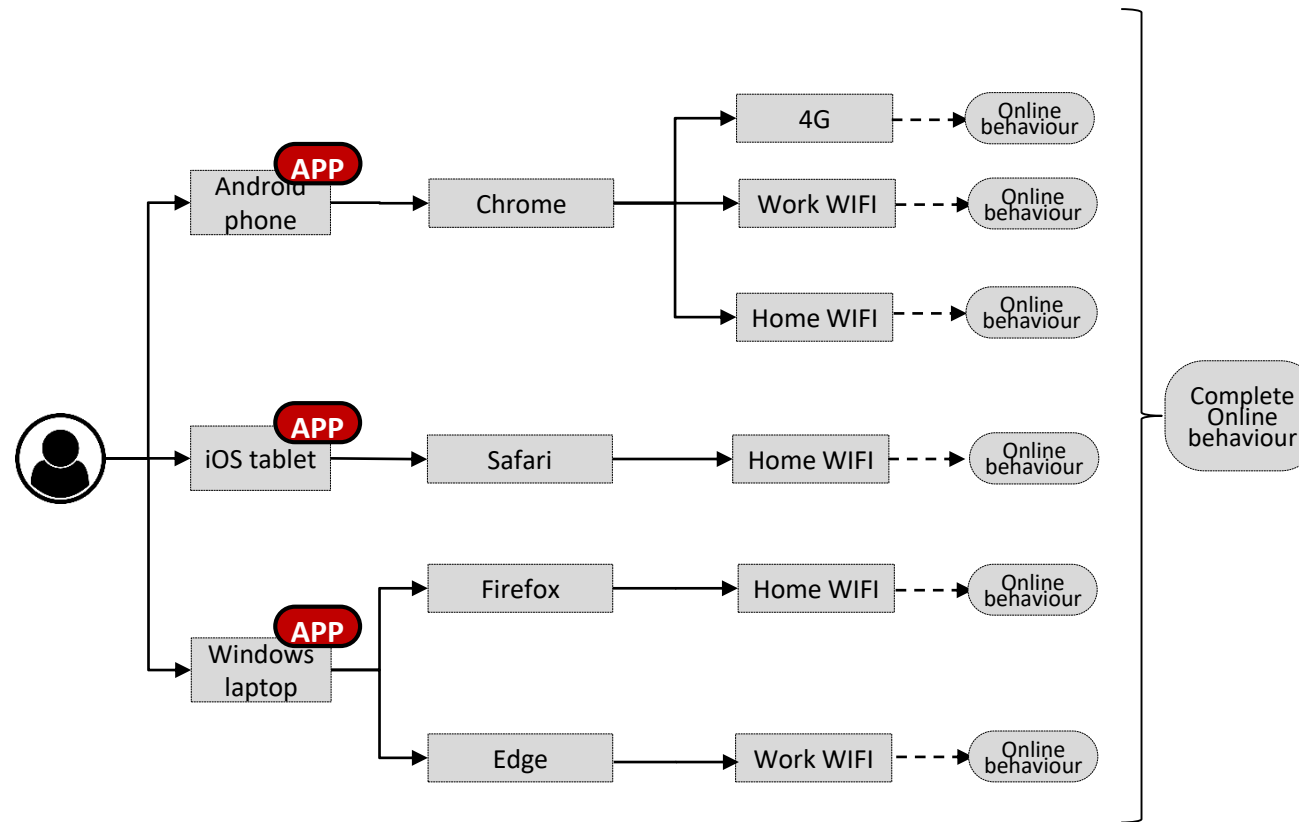 APP
Android
phone
Chrome
4G
Online
behaviour
Work WIFI
Online
behaviour
Home WIFI
Online
behaviour
APP
iOS tablet
Safari
Home WIFI
Online
behaviour
APP
Windows
laptop
Firefox
Home WIFI
Online
behaviour
Edge
Work WIFI
Online
behaviour
Complete
Online
behaviour